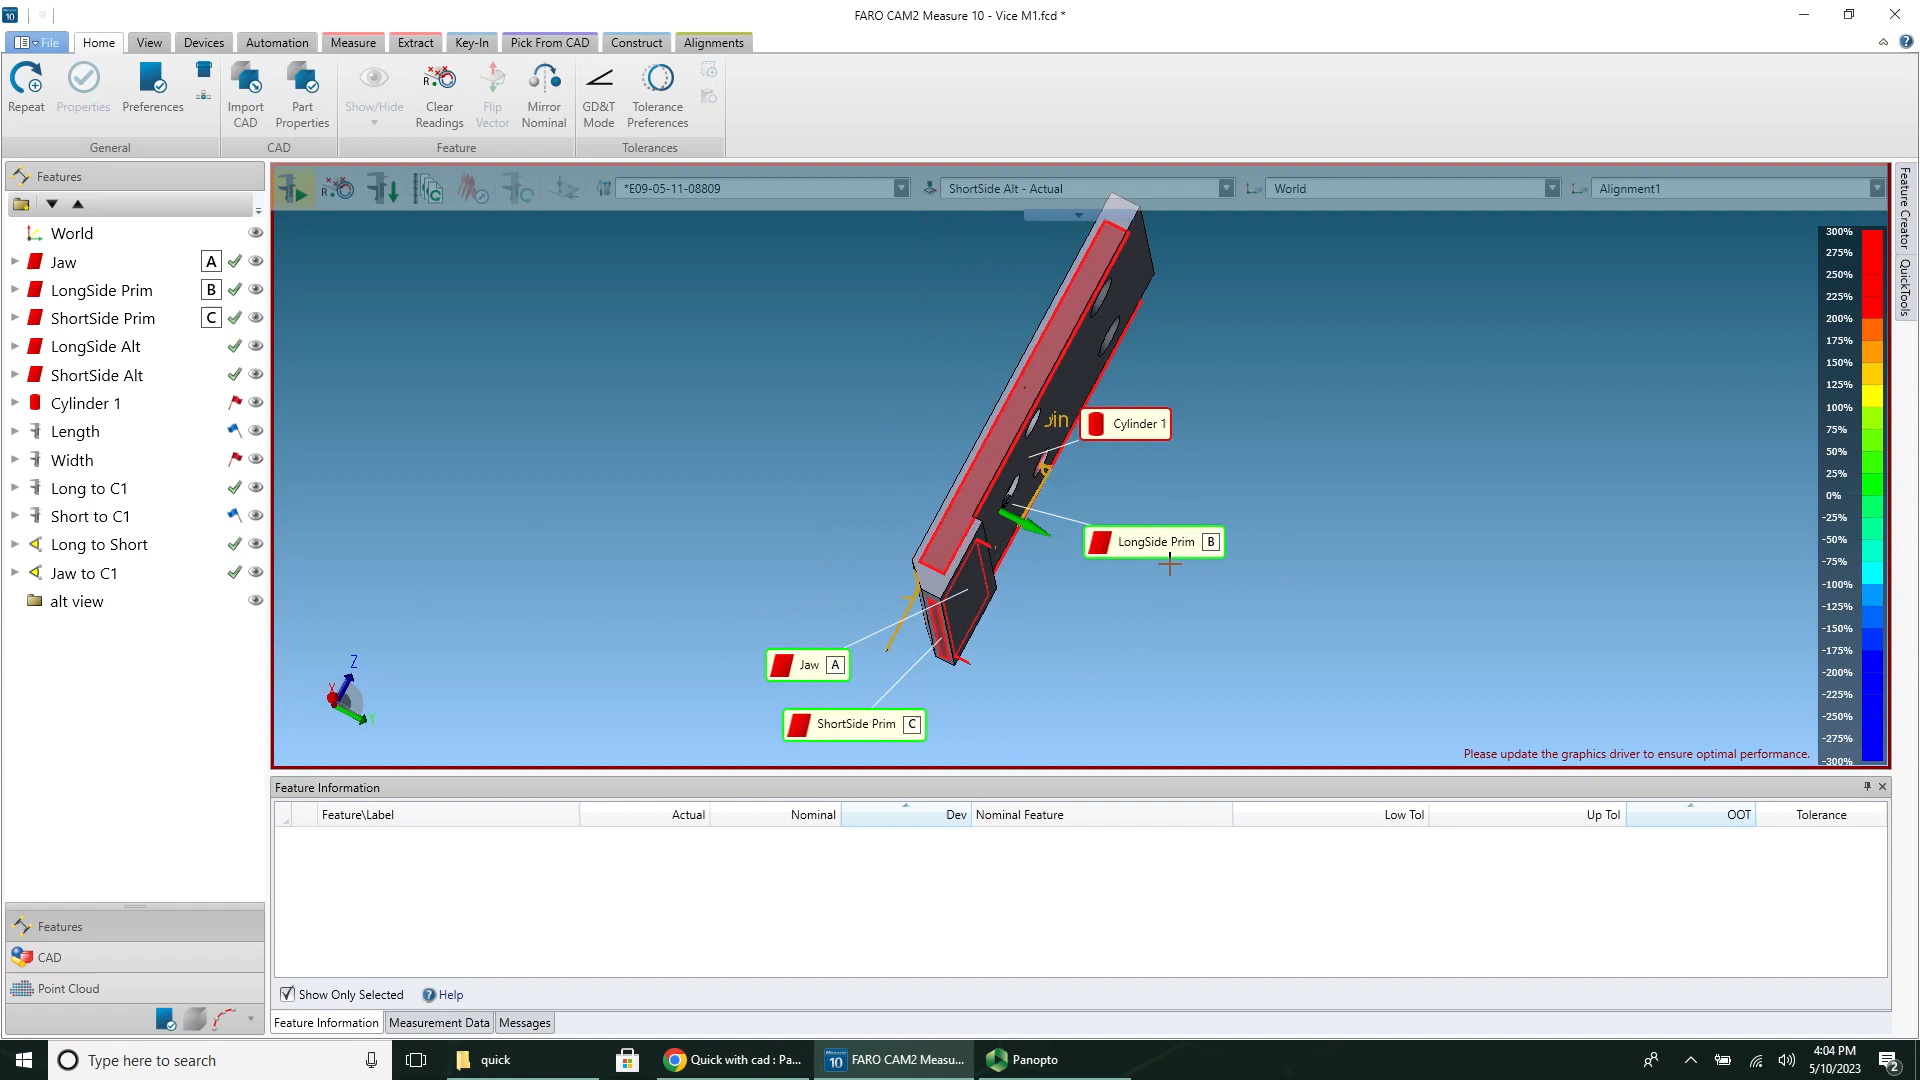 10
FARO CAM2 Measure 10 - Vice M1.fcd *
File
Home
View
Devices
Automation
Measure
Extract
Key-In
Pick From CAD
Construct
Alignments
Repeat
Properties
Preferences
Import CAD
Part Properties
Show/Hide
Clear Readings
Flip Vector
Mirror Nominal
GD&T Mode
Tolerance Preferences
General
CAD
Feature
Tolerances
Features
*E09-05-11-08809
ShortSide Alt - Actual
World
Alignment1
Feature Creator
QuickTools
World
Jaw A
LongSide Prim B
ShortSide Prim C
LongSide Alt
ShortSide Alt
Cylinder 1
Length
Width
Long to C1
Short to C1
Long to Short
Jaw to C1
alt view
300%
275%
250%
225%
200%
175%
150%
125%
100%
75%
50%
25%
0%
-25%
-50%
-75%
-100%
-125%
-150%
-175%
-200%
-225%
-250%
-275%
-300%
Cylinder 1
LongSide Prim B
Jaw A
ShortSide Prim C
Z
X
Y
Please update the graphics driver to ensure optimal performance.
Feature Information
Feature\Label
Actual
Nominal
Dev
Nominal Feature
Low Tol
Up Tol
OOT
Tolerance
Features
CAD
Point Cloud
Show Only Selected
Help
Feature Information
Measurement Data
Messages
Type here to search
quick
Quick with cad : Pa...
FARO CAM2 Measu...
Panopto
4:04 PM
5/10/2023
2